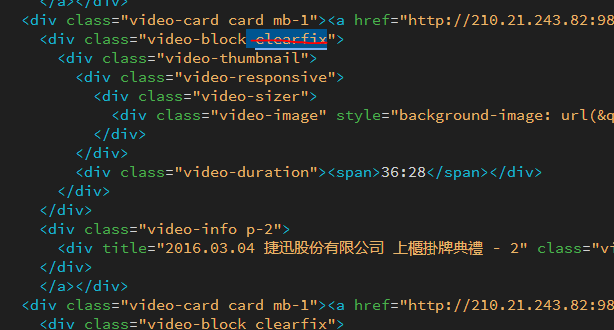 </a></div>
<div class="video-card card mb-1"><a href="http://210.21.243.82:98
<div class="video-block clearfix">
<div class="video-thumbnail">
<div class="video-responsive">
<div class="video-sizer">
<div class="video-image" style="background-image: url(&q
</div>
</div>
<div class="video-duration"><span>36:28</span></div>
</div>
</div>
<div class="video-info p-2">
<div title="2016.03.04 捷迅股份有限公司 上櫃掛牌典禮 - 2" class="vi
</div>
</a></div>
<div class="video-card card mb-1"><a href="http://210.21.243.82:98
<div class="video-block clearfix">